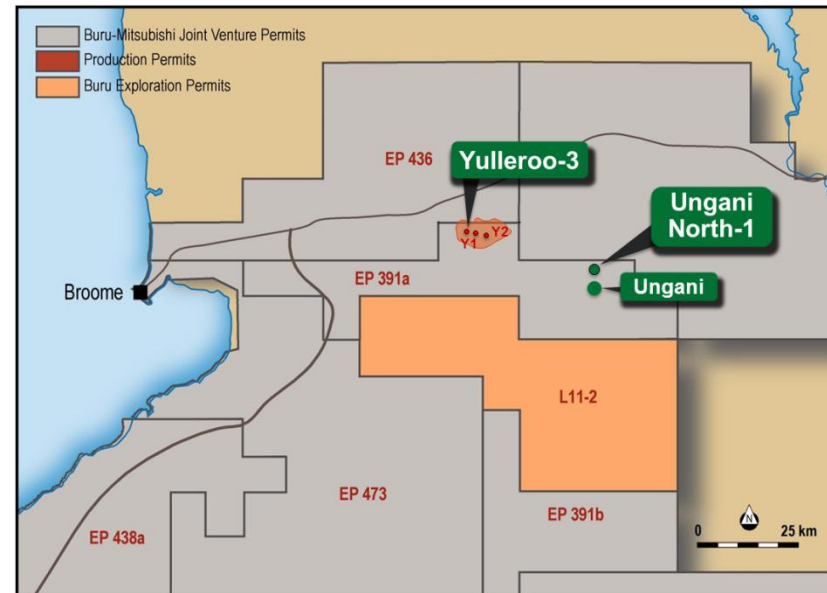 Buru-Mitsubishi Joint Venture Permits
Production Permits
Buru Exploration Permits
EP 436
Yulleroo-3
Ungani
North-1
Y2
Y1
EP 391a
Ungani
Broome
L11-2
EP 473
EP 391b
EP 438a
N
0 25 km